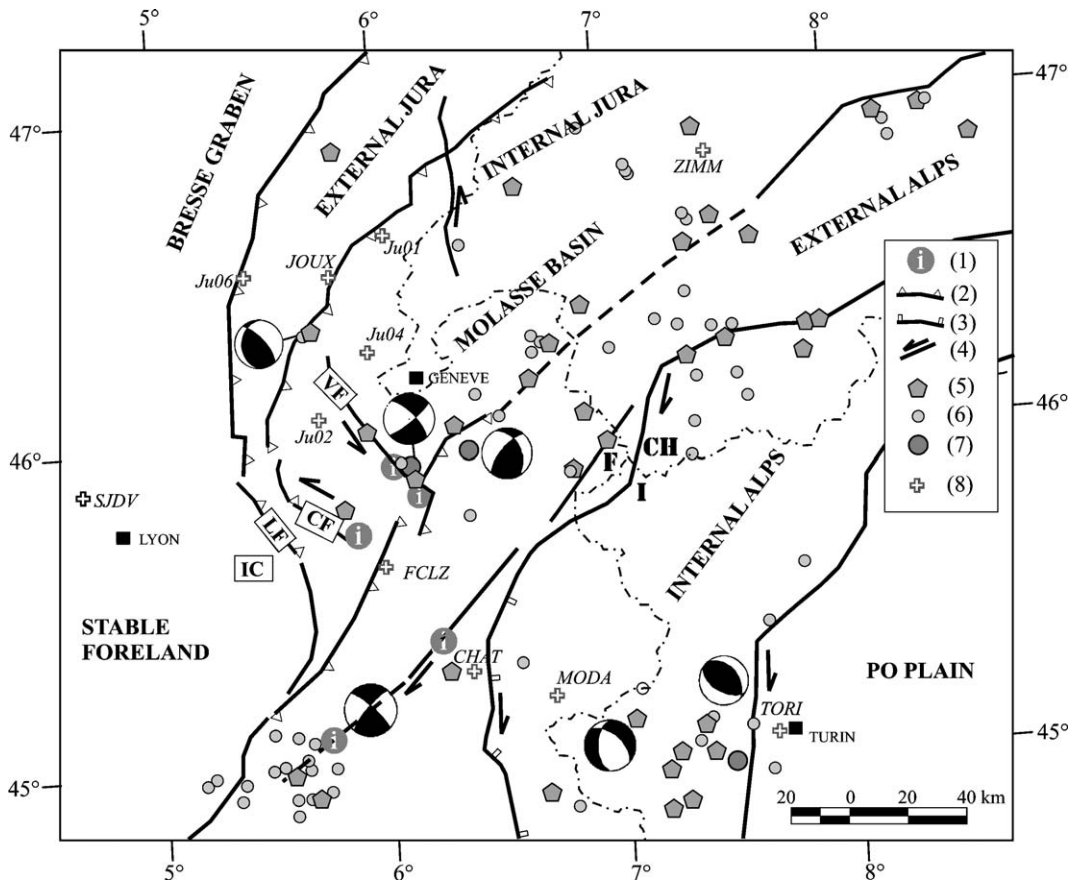 5° 6° 7° 8°
47°
47°
BRESSE GRABEN
EXTERNAL JURA
INTERNAL JURA
ZIMM
EXTERNAL ALPS
Ju01
JOUX
Ju06
MOLASSE BASIN
i (1)
(2)
(3)
(4)
(5)
(6)
(7)
(8)
Ju04
GENEVE
VF
Ju02
46°
46°
i
i
F
CH
I
SJDV
LYON
CF
i
LF
IC
FCLZ
INTERNAL ALPS
STABLE
FORELAND
i
CHAT
MODA
PO PLAIN
TORI
TURIN
i
45°
45°
20 0 20 40 km
5° 6° 7° 8°